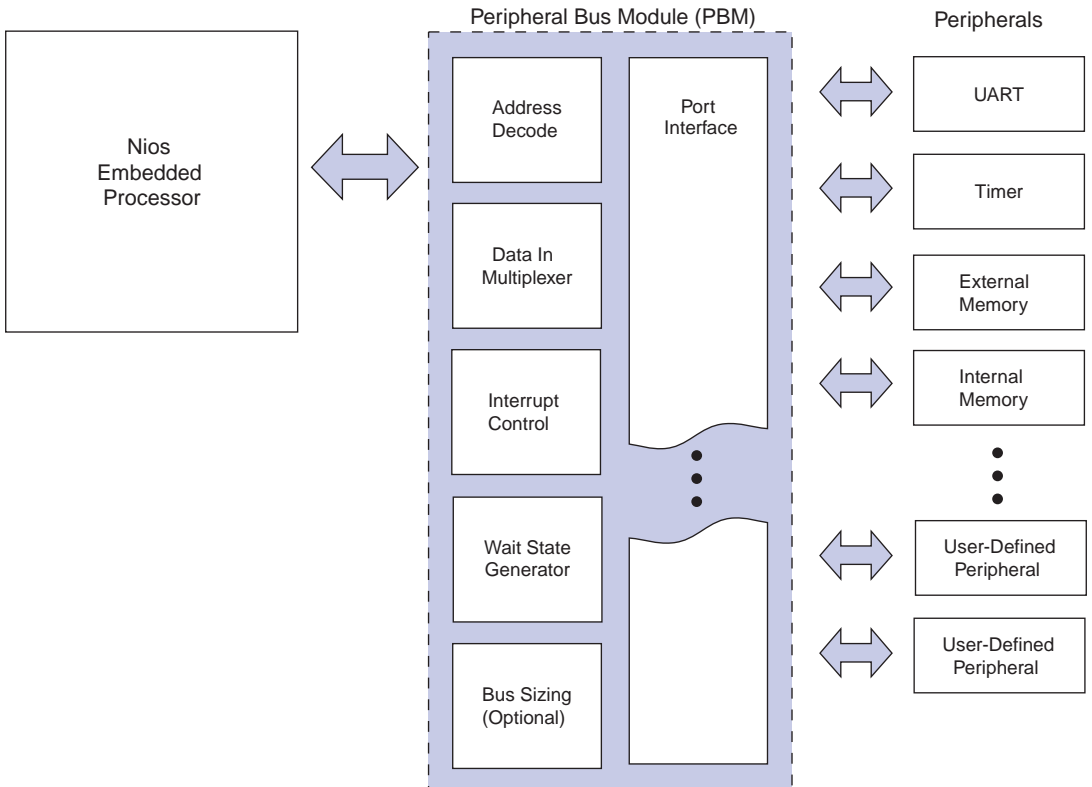 Peripheral Bus Module (PBM)
Peripherals
Nios
Embedded
Processor
Address
Decode
Data In
Multiplexer
Interrupt
Control
Wait State
Generator
Bus Sizing
(Optional)
Port
Interface
UART
Timer
External
Memory
Internal
Memory
User-Defined
Peripheral
User-Defined
Peripheral